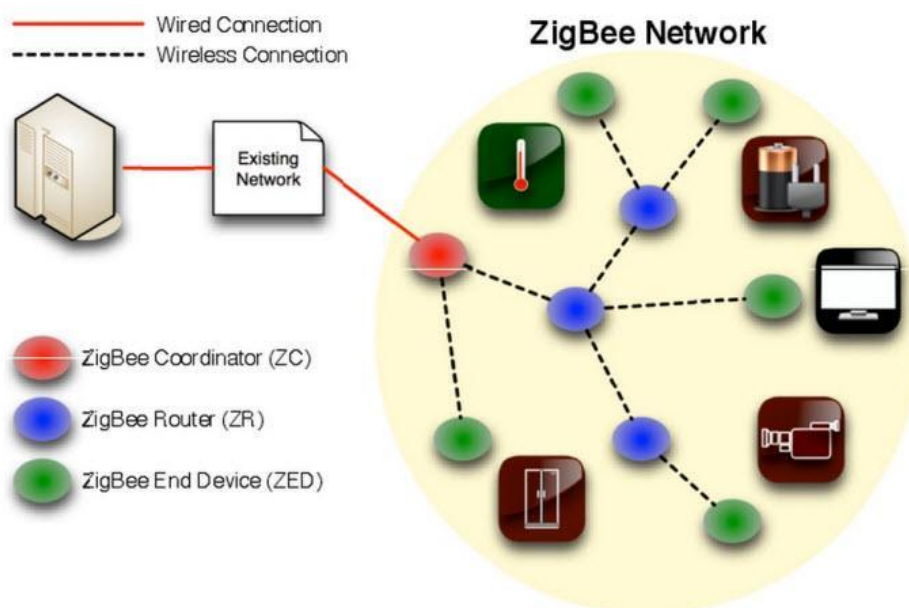 Wired Connection
Wireless Connection
ZigBee Network
Existing
Network
ZigBee Coordinator (ZC)
ZigBee Router (ZR)
ZigBee End Device (ZED)